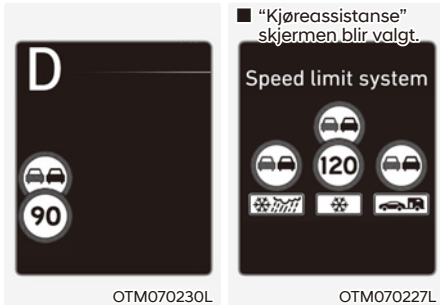 D
90
OTM070230L
■ “Kjøreassistanse”
skjermen blir valgt.
Speed limit system
120
OTM070227L